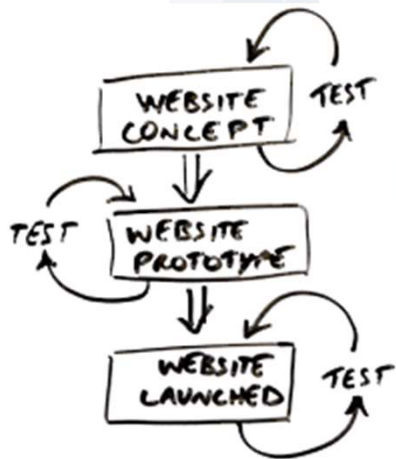 WEBSITE
CONCEPT
TEST
TEST
WEBSITE
PROTOTYPE
WEBSITE
LAUNCHED
TEST